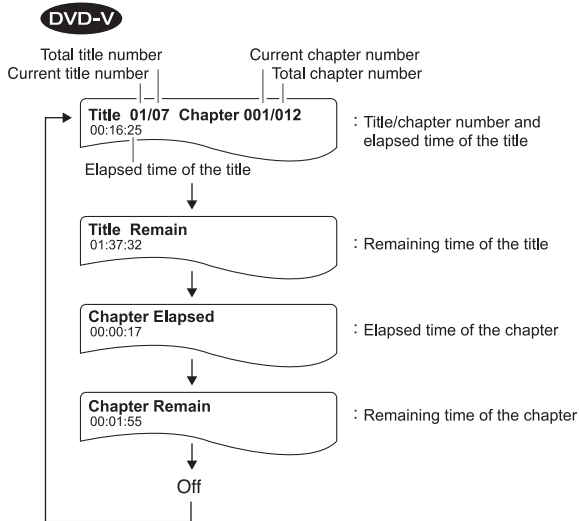 DVD-V
Total title number
Current title number
Current chapter number
Total chapter number
Title 01/07 Chapter 001/012
00:16:25
Elapsed time of the title
: Title/chapter number and
elapsed time of the title
Title Remain
01:37:32
: Remaining time of the title
Chapter Elapsed
00:00:17
: Elapsed time of the chapter
Chapter Remain
00:01:55
: Remaining time of the chapter
Off